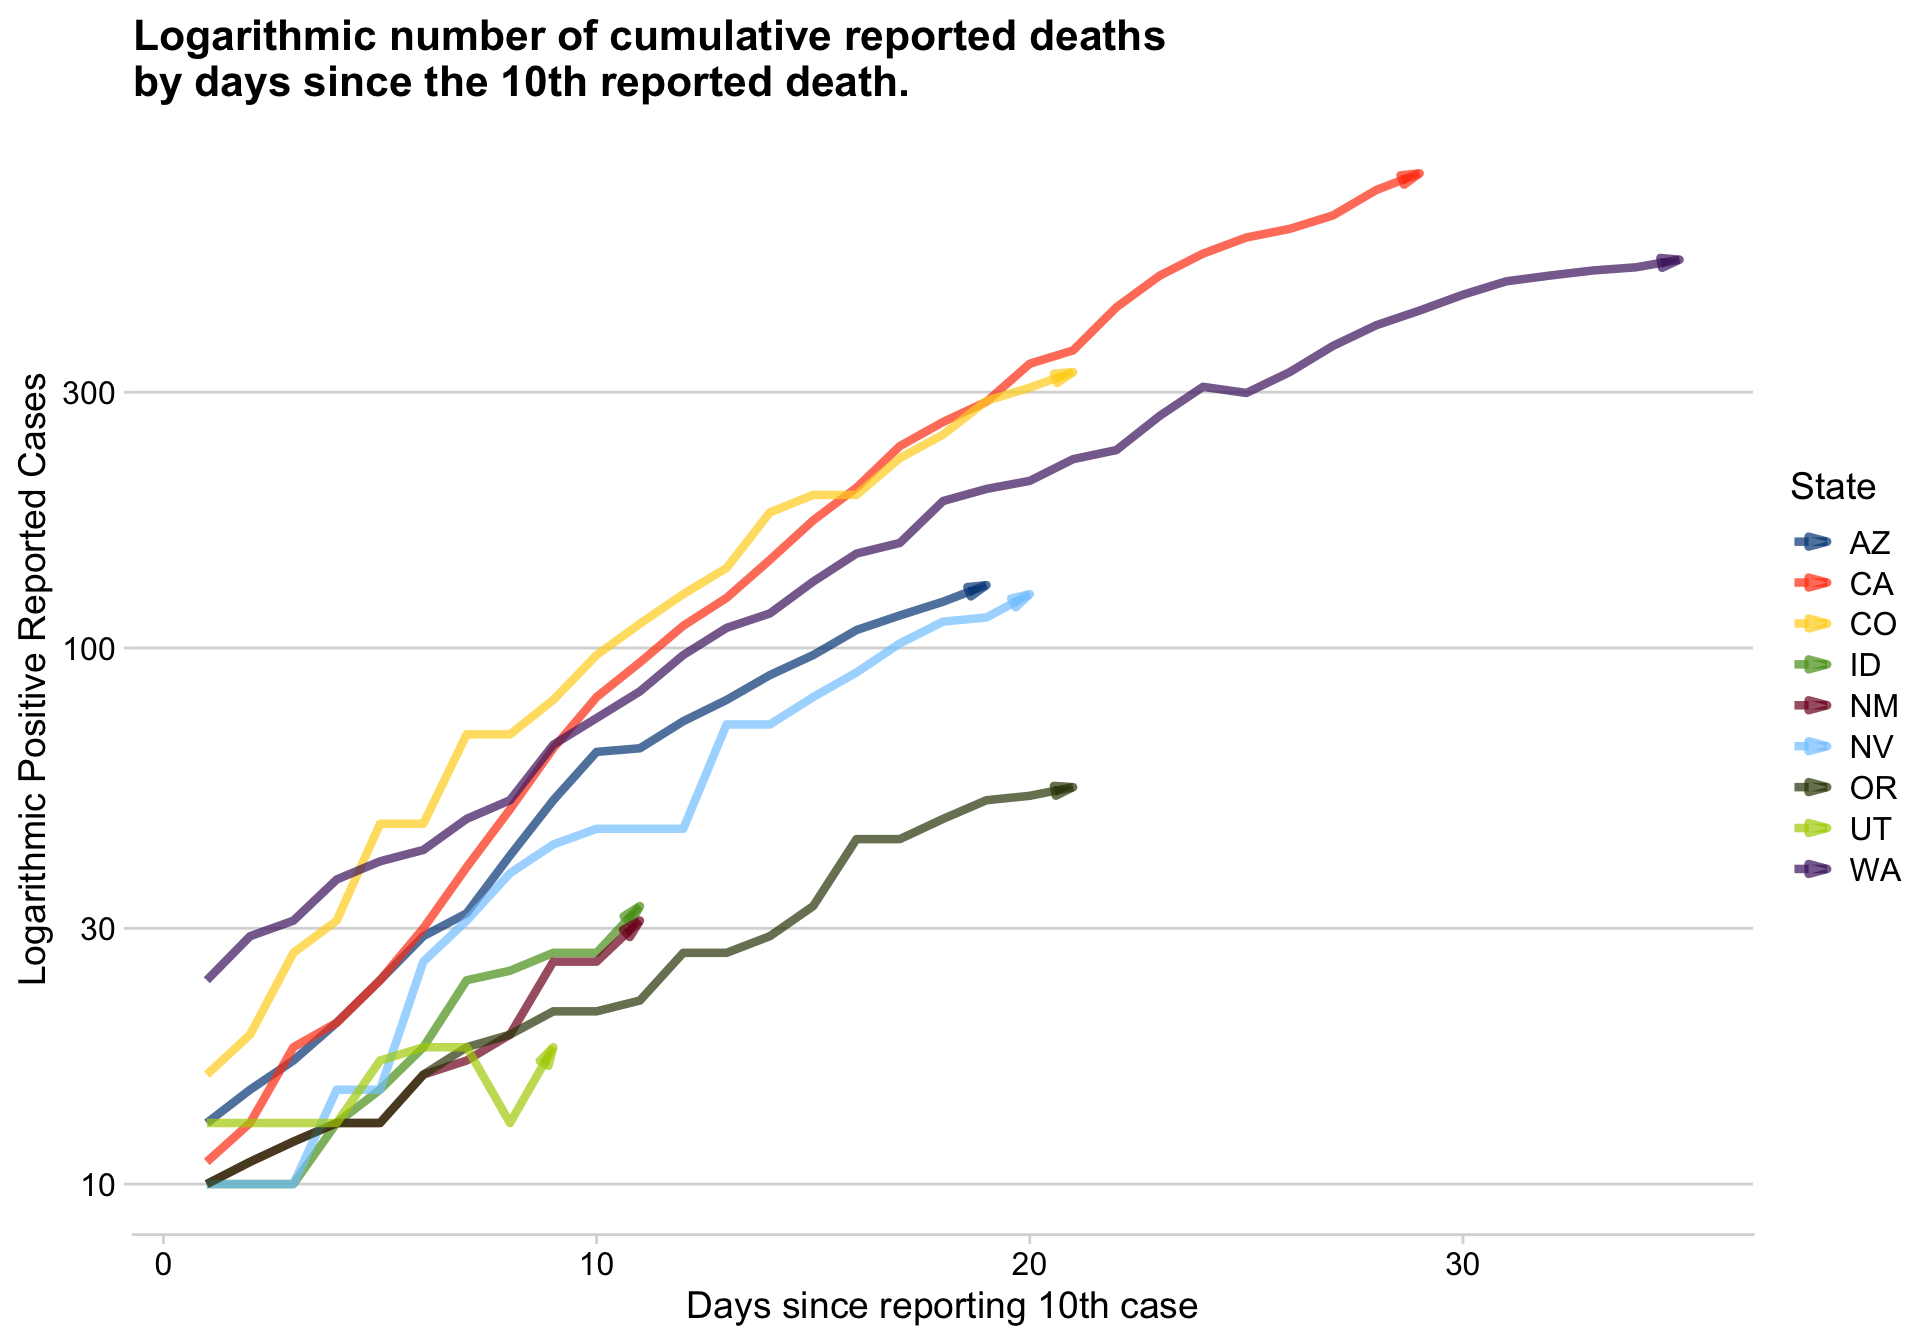 Logarithmic number of cumulative reported deaths
by days since the 10th reported death.
Logarithmic Positive Reported Cases
300
100
30
10
0
10
20
30
Days since reporting 10th case
State
AZ
CA
CO
ID
NM
NV
OR
UT
WA